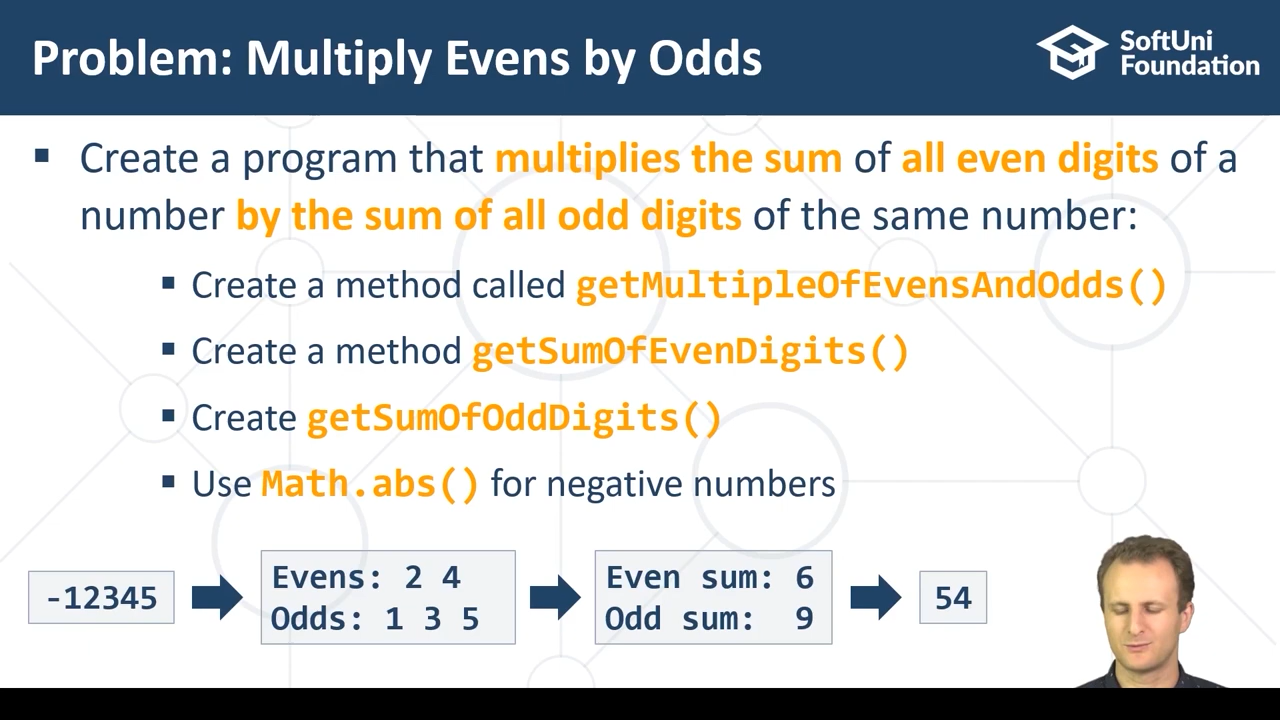 Problem: Multiply Evens by Odds
SoftUni
Foundation
▪ Create a program that multiplies the sum of all even digits of a
number by the sum of all odd digits of the same number:
▪ Create a method called getMultipleOfEvensAndOdds()
▪ Create a method getSumOfEvenDigits()
▪ Create getSumOfOddDigits()
▪ Use Math.abs() for negative numbers
-12345
Evens: 2 4
Odds: 1 3 5
Even sum: 6
Odd sum: 9
54